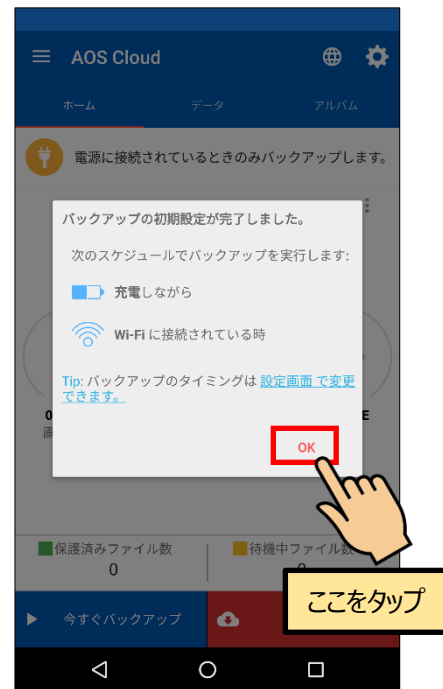 AOS Cloud
ホーム
データ
アルバム
電源に接続されているときのみバックアップします。
バックアップの初期設定が完了しました。
次のスケジュールでバックアップを実行します:
充電しながら
Wi-Fi に接続されている時
Tip: バックアップのタイミングは 設定画面 で変更
できます。
OK
0
E
保護済みファイル数
0
待機中ファイル数
今すぐバックアップ
ここをタップ